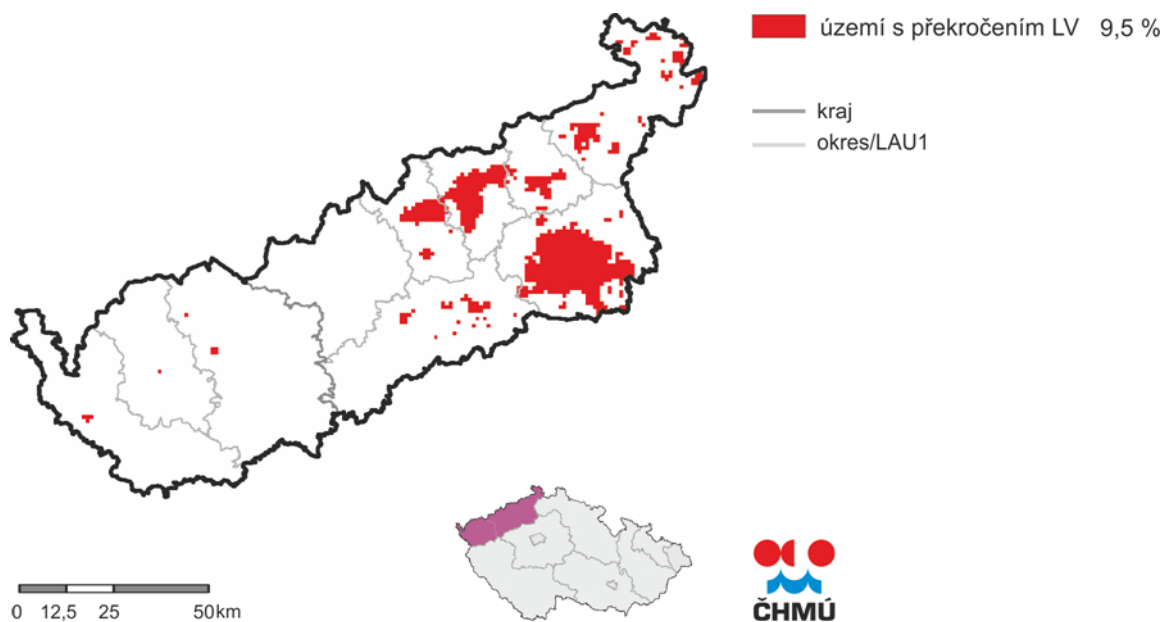 území s překročením LV 9,5 %
kraj
okres/LAU1
0 12,5 25 50km
ČHMÚ